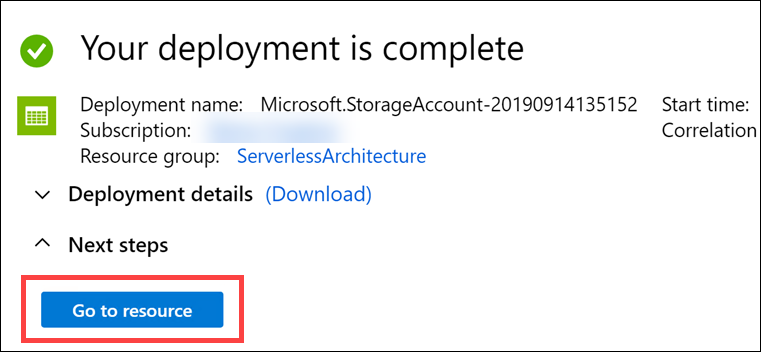 Your deployment is complete
Deployment name: Microsoft.StorageAccount-20190914135152 Start time:
Subscription: Correlation
Resource group: ServerlessArchitecture
Deployment details (Download)
Next steps
Go to resource